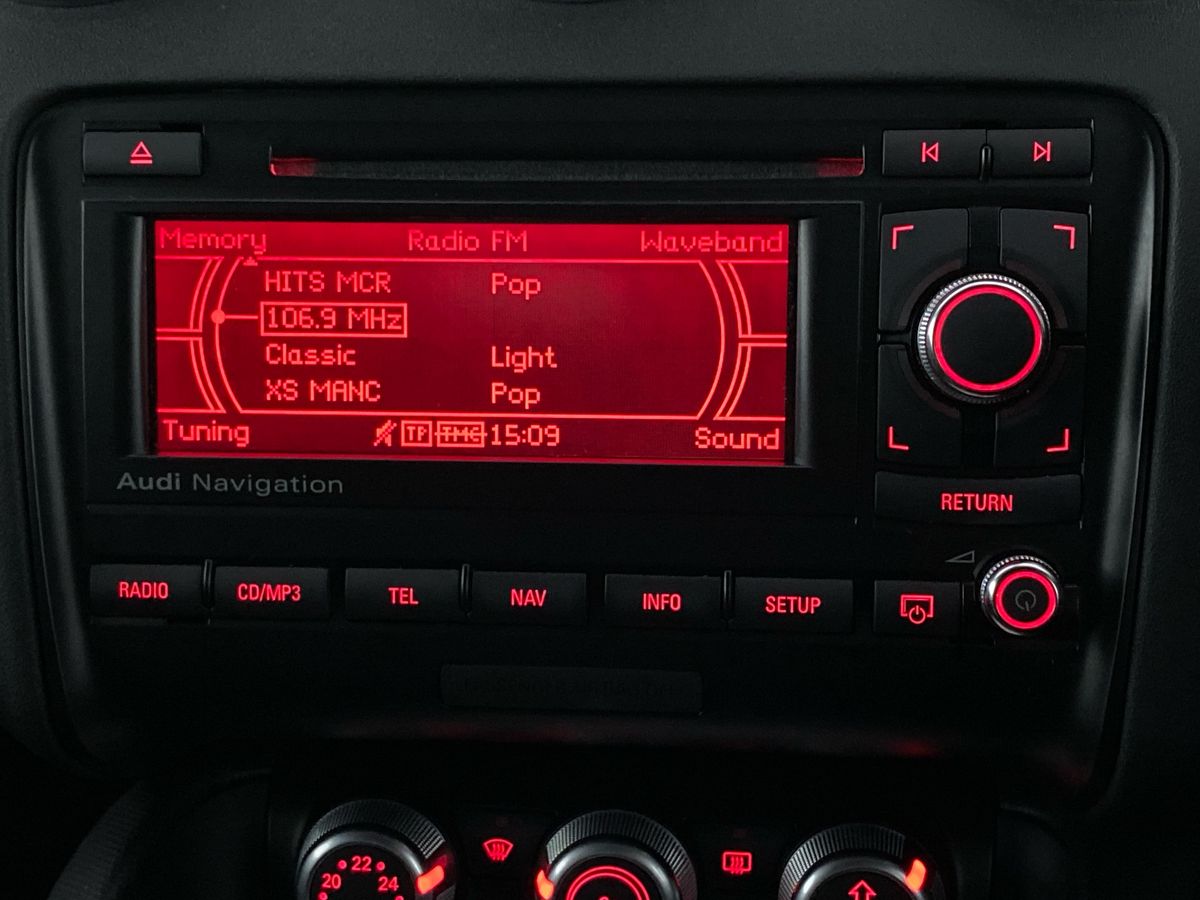 Memory Radio FM Waveband
HITS MCR Pop
106.9 MHz
Classic Light
XS MANC Pop
Tuning TP TMC 15:09 Sound
Audi Navigation
RETURN
RADIO CD/MP3 TEL NAV INFO SETUP
22
20 24